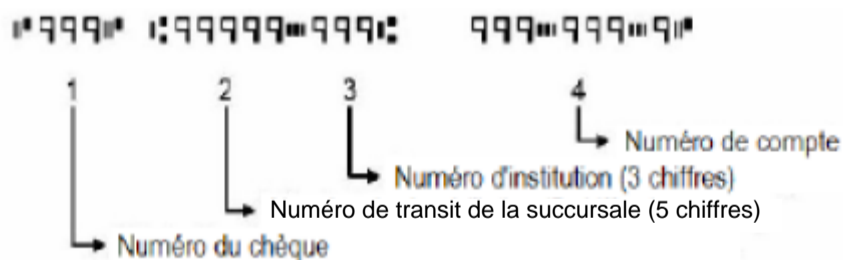 ⑈999⑈ ⑆99999⑉999⑆ 999⑉999⑉9⑈
1 2 3 4
Numéro de compte
Numéro d'institution (3 chiffres)
Numéro de transit de la succursale (5 chiffres)
Numéro du chèque